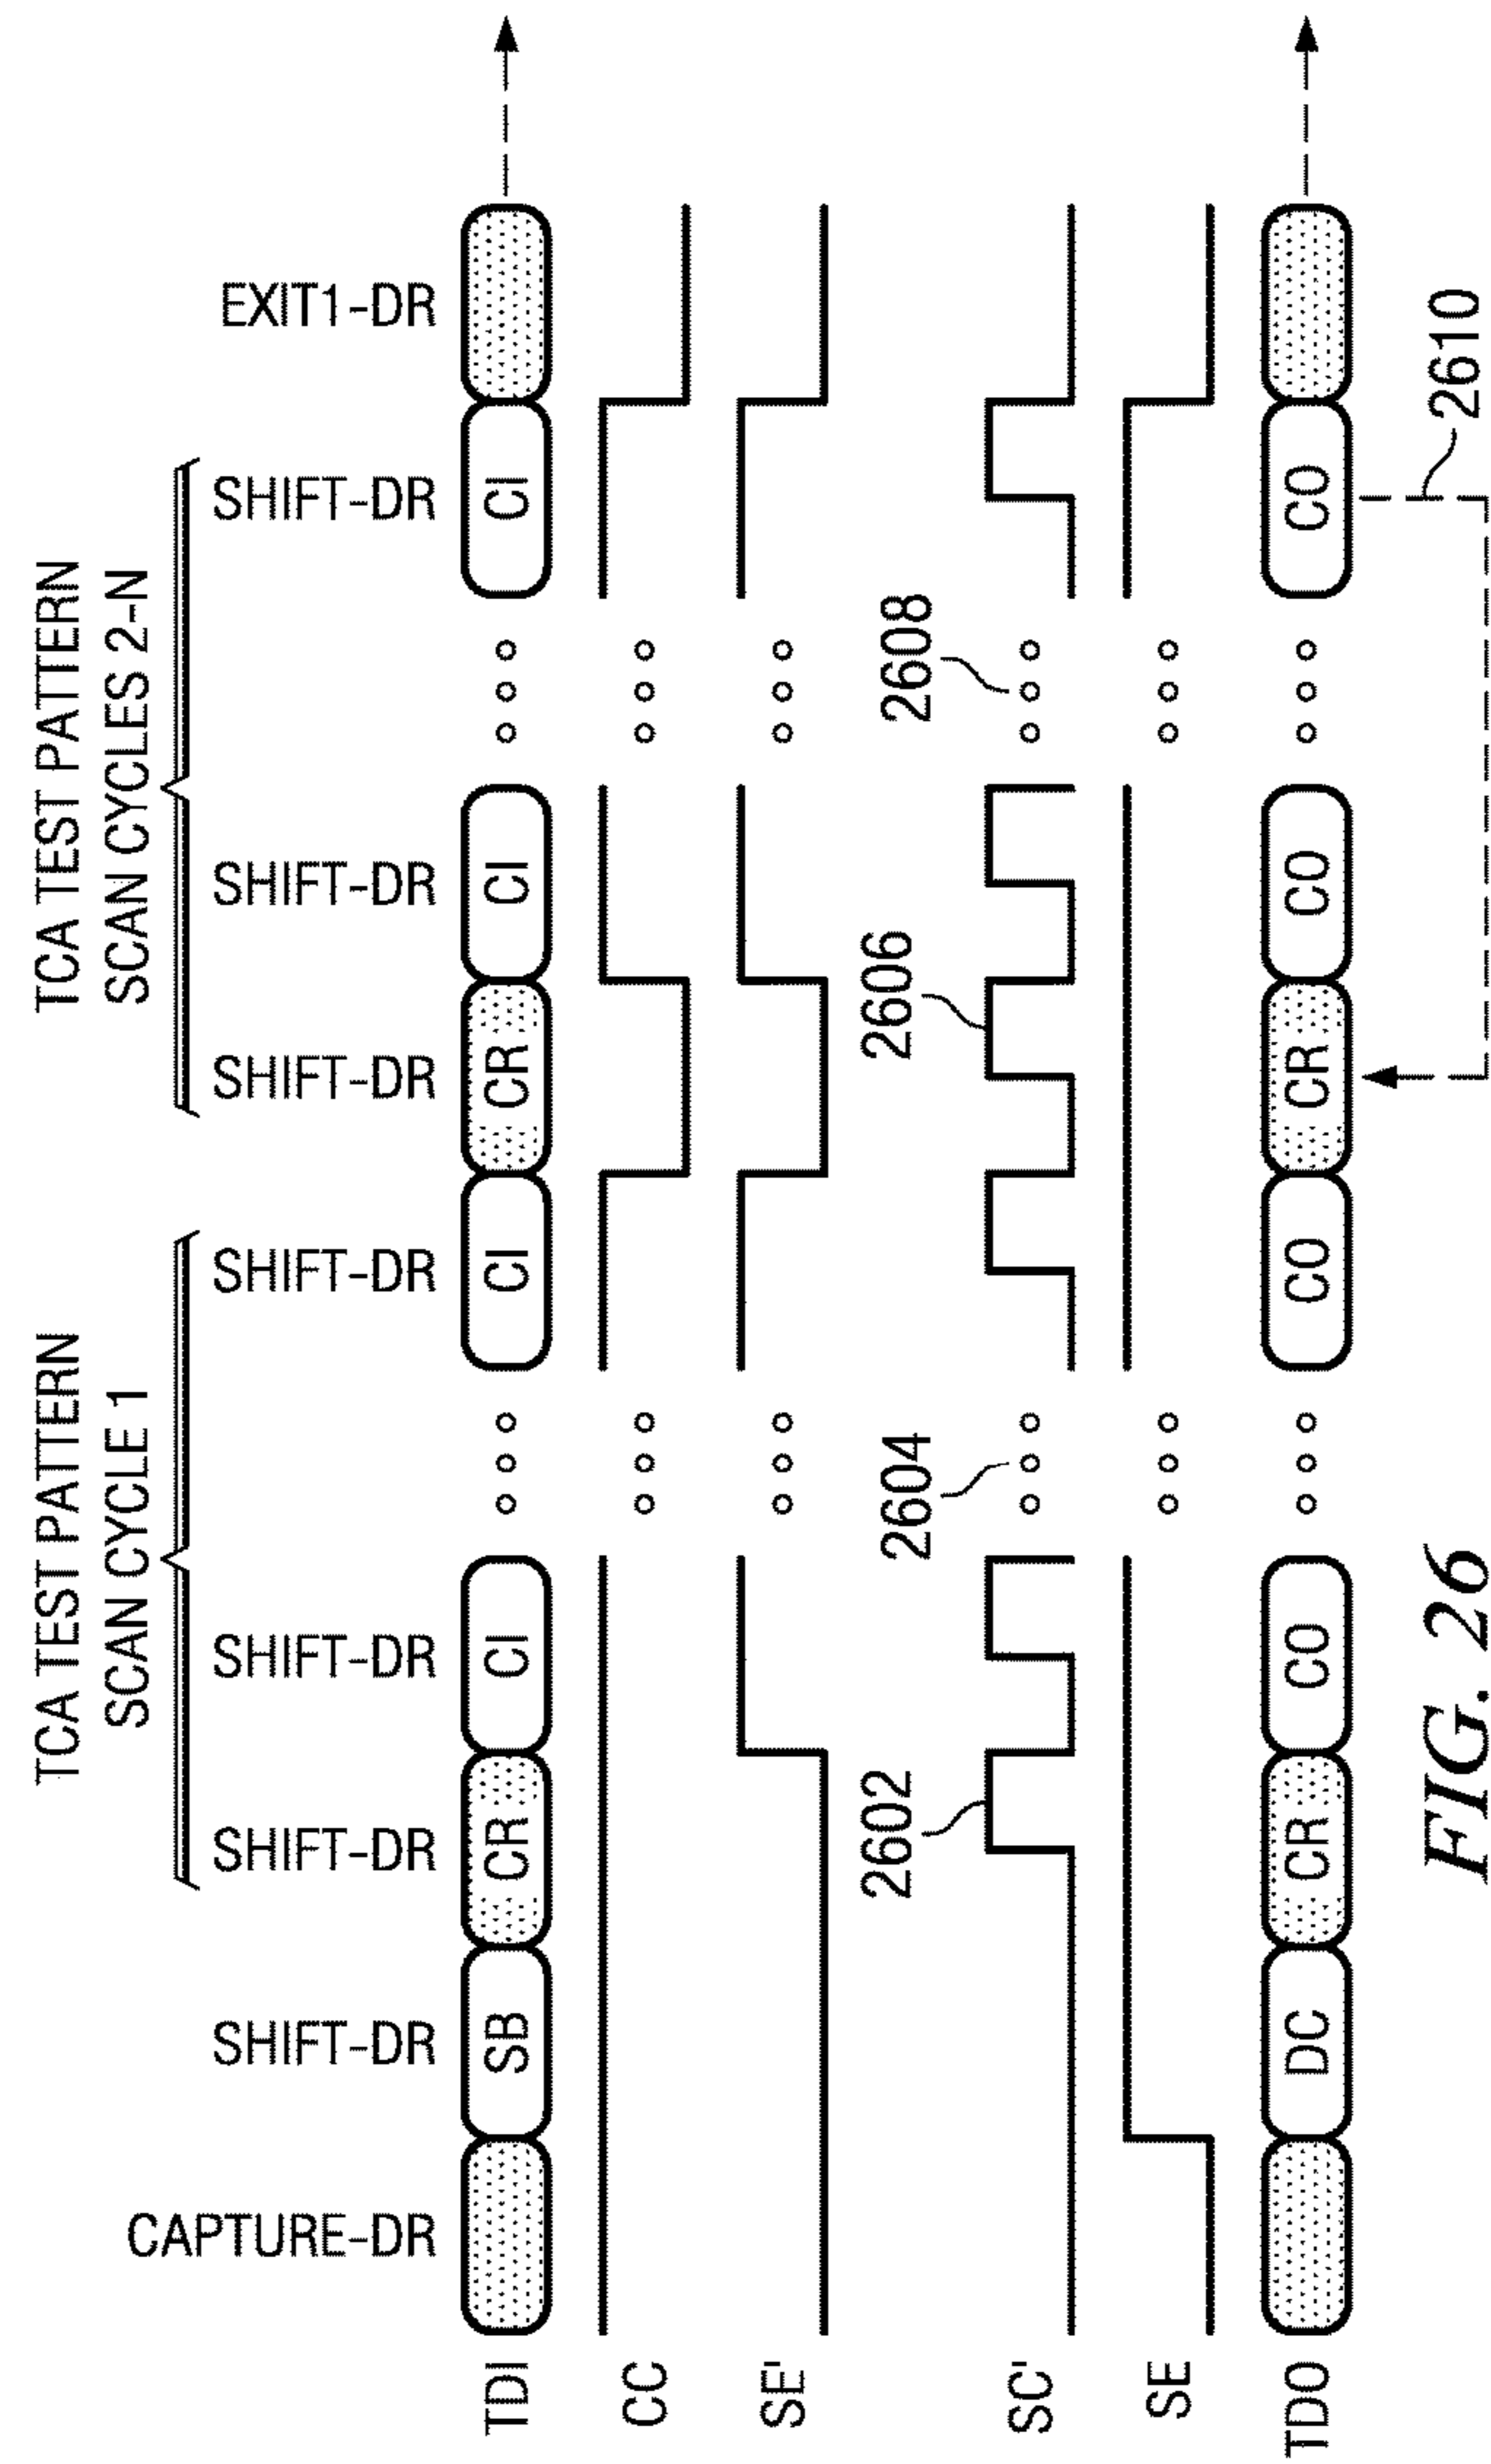 TCA TEST PATTERN
SCAN CYCLE 1
TCA TEST PATTERN
SCAN CYCLES 2-N
CAPTURE-DR
SHIFT-DR
SHIFT-DR
SHIFT-DR
SHIFT-DR
SHIFT-DR
SHIFT-DR
SHIFT-DR
EXIT1-DR
TDI
SB
CR
CI
CI
CR
CI
CI
CC
SE'
2602
2604
2606
2608
SC'
SE
TDO
DC
CR
CO
CO
CR
CO
CO
2610
FIG. 26